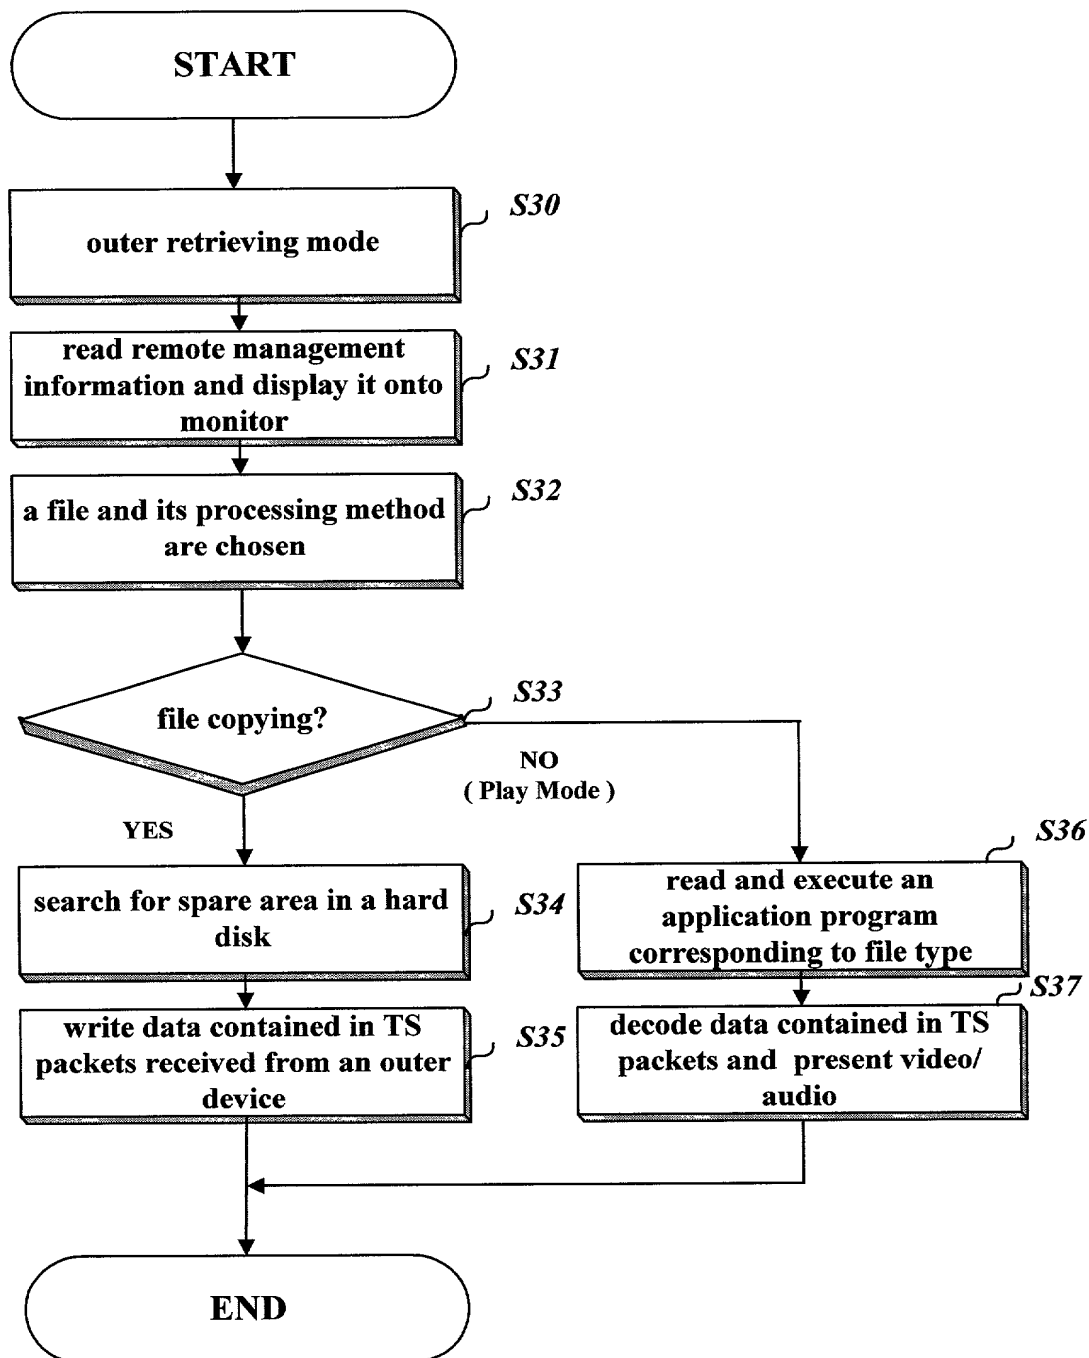 START
S30
outer retrieving mode
S31
read remote management
information and display it onto
monitor
S32
a file and its processing method
are chosen
S33
file copying?
NO
( Play Mode )
YES
S34
search for spare area in a hard
disk
S35
write data contained in TS
packets received from an outer
device
S36
read and execute an
application program
corresponding to file type
S37
decode data contained in TS
packets and present video/
audio
END